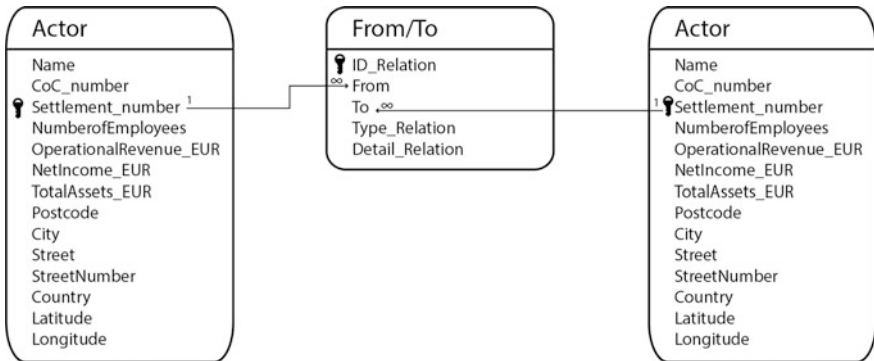 Actor
Name
CoC_number
Settlement_number 1
NumberofEmployees
OperationalRevenue_EUR
NetIncome_EUR
TotalAssets_EUR
Postcode
City
Street
StreetNumber
Country
Latitude
Longitude
From/To
ID_Relation
∞ From
To ∞
Type_Relation
Detail_Relation
Actor
Name
CoC_number
1 Settlement_number
NumberofEmployees
OperationalRevenue_EUR
NetIncome_EUR
TotalAssets_EUR
Postcode
City
Street
StreetNumber
Country
Latitude
Longitude